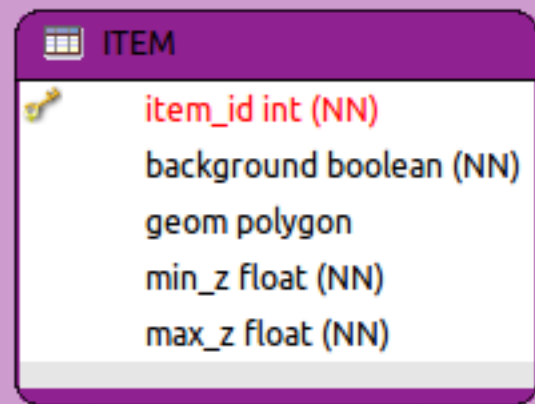 ITEM
item_id int (NN)
background boolean (NN)
geom polygon
min_z float (NN)
max_z float (NN)